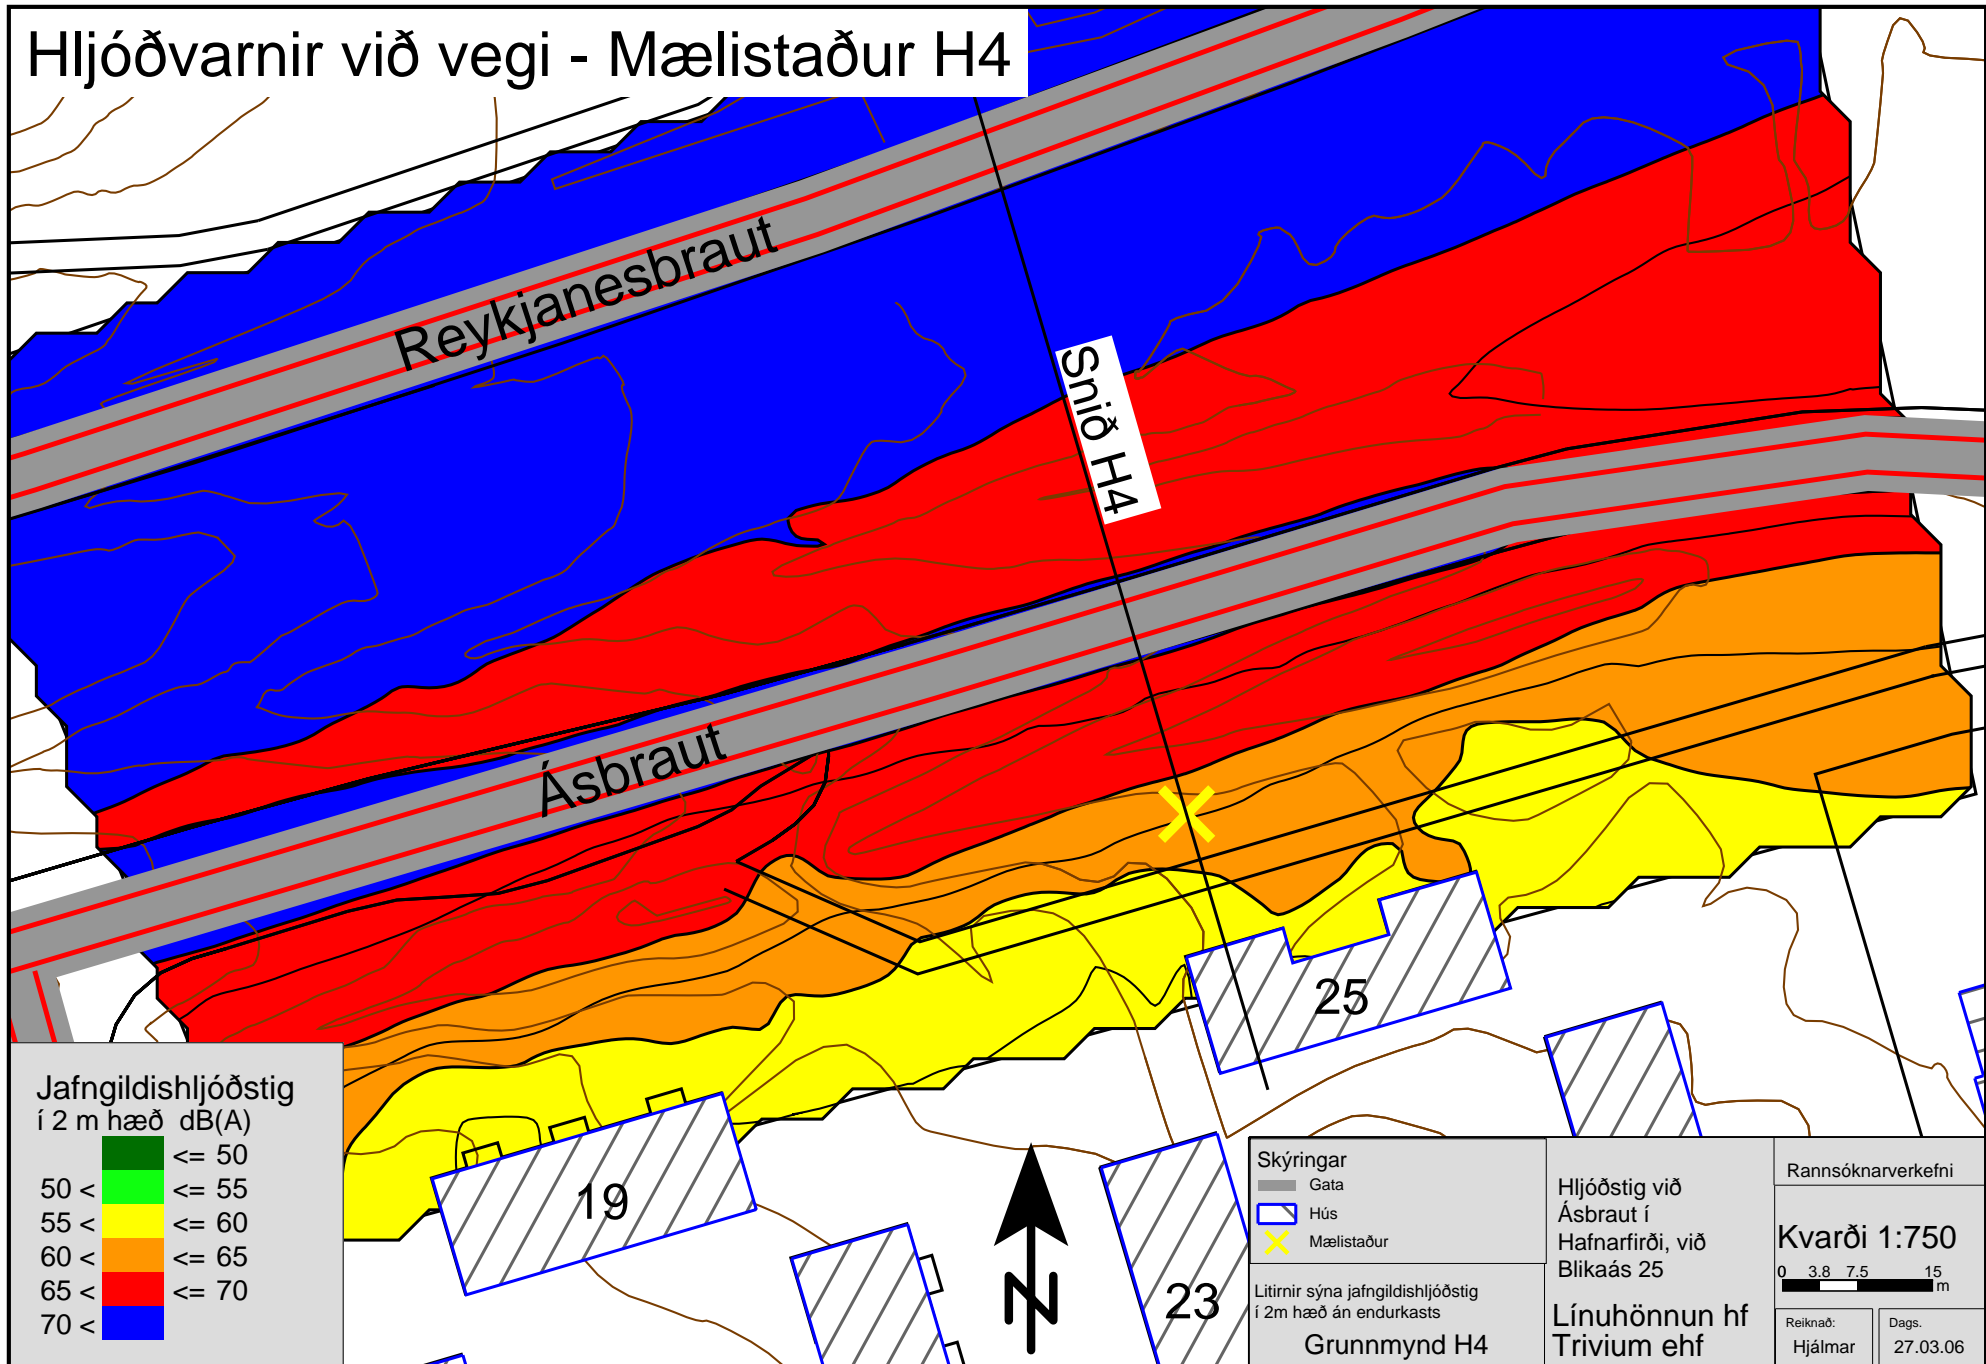 Hljóðvarnir við vegi - Mælistaður H4
Reykjanesbraut
Snið H4
Ásbraut
25
19
23
Jafngildishljóðstig
í 2 m hæð dB(A)
<= 50
50 < <= 55
55 < <= 60
60 < <= 65
65 < <= 70
70 <
N
Skýringar
Gata
Hús
Mælistaður
Litirnir sýna jafngildishljóðstig
í 2m hæð án endurkasts
Grunnmynd H4
Hljóðstig við
Ásbraut í
Hafnarfirði, við
Blikaás 25
Línuhönnun hf
Trivium ehf
Rannsóknarverkefni
Kvarði 1:750
0 3.8 7.5 15
m
Reiknað:
Hjálmar
Dags.
27.03.06